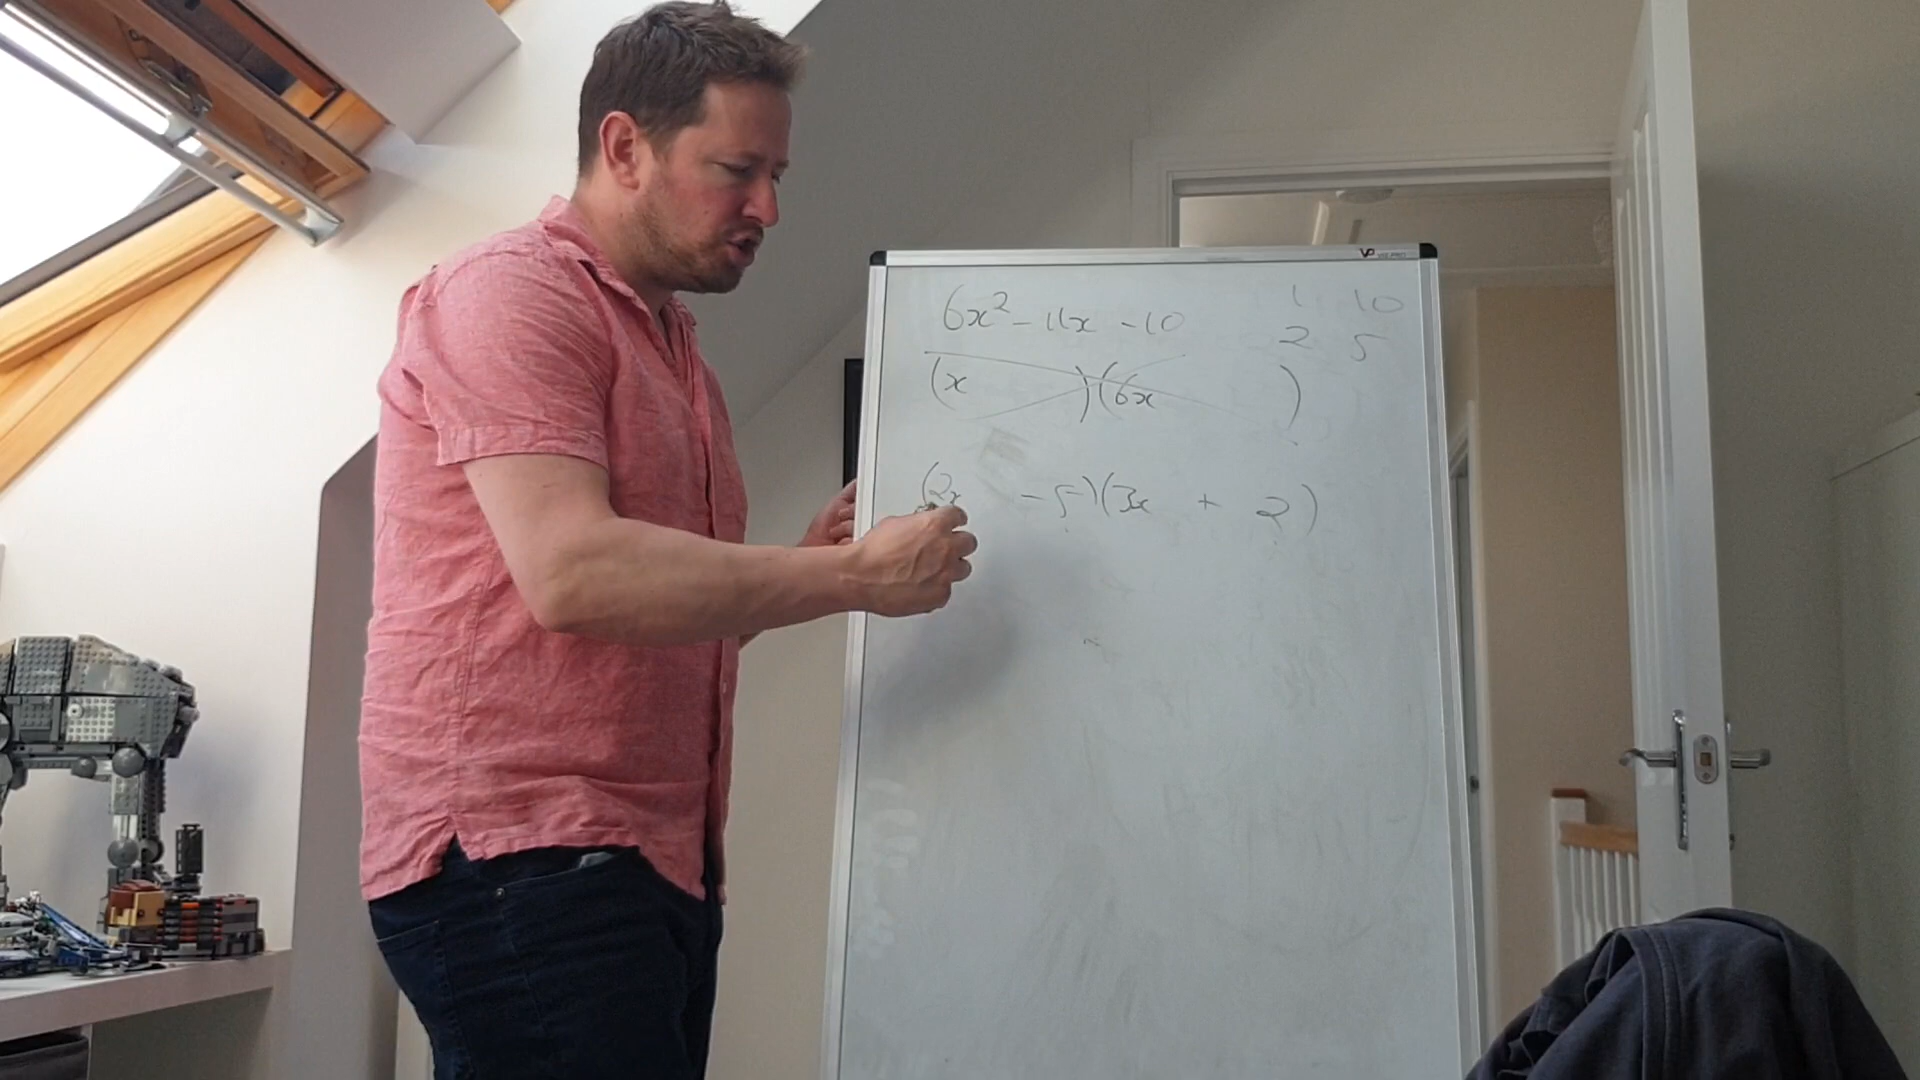 6x² - 11x - 10
1 10
2 5
(x )(6x )
(2x - 5)(3x + 2)